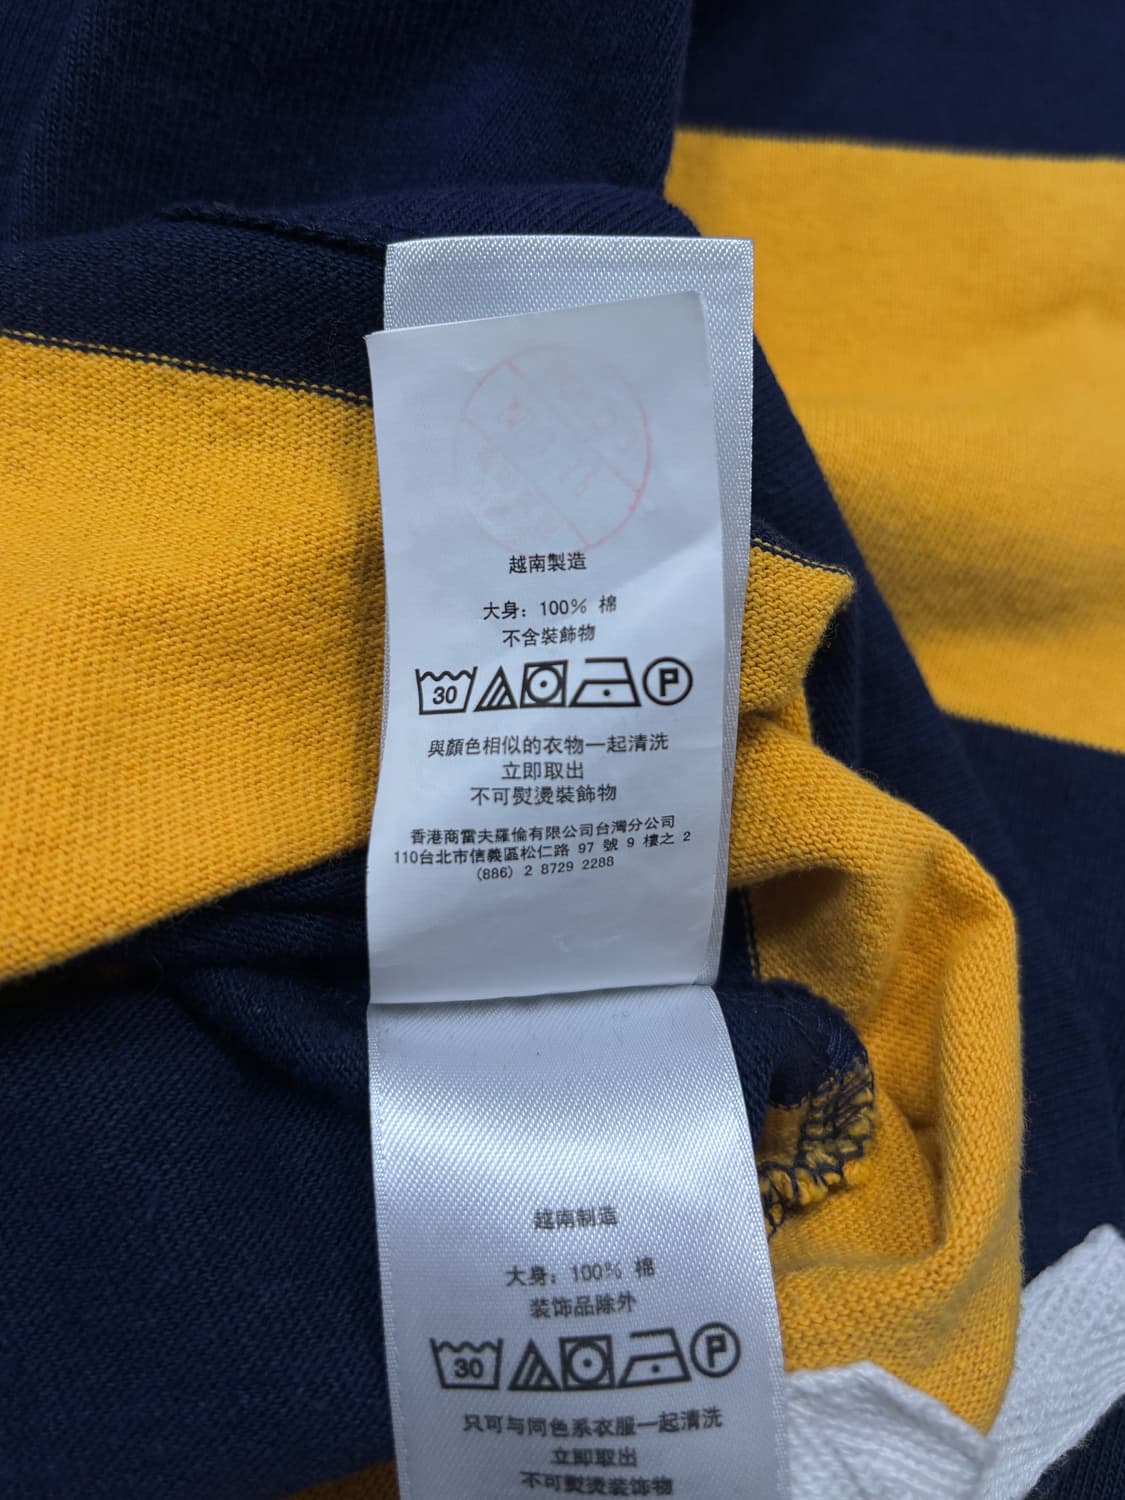 越南製造
大身：100% 棉
不含裝飾物
30 P
與顏色相似的衣物一起清洗
立即取出
不可熨燙裝飾物
香港商雷夫羅倫有限公司台灣分公司
110台北市信義區松仁路 97 號 9 樓之 2
(886) 2 8729 2288
越南制造
大身：100% 棉
装饰品除外
30 P
只可与同色系衣服一起清洗
立即取出
不可熨烫装饰物